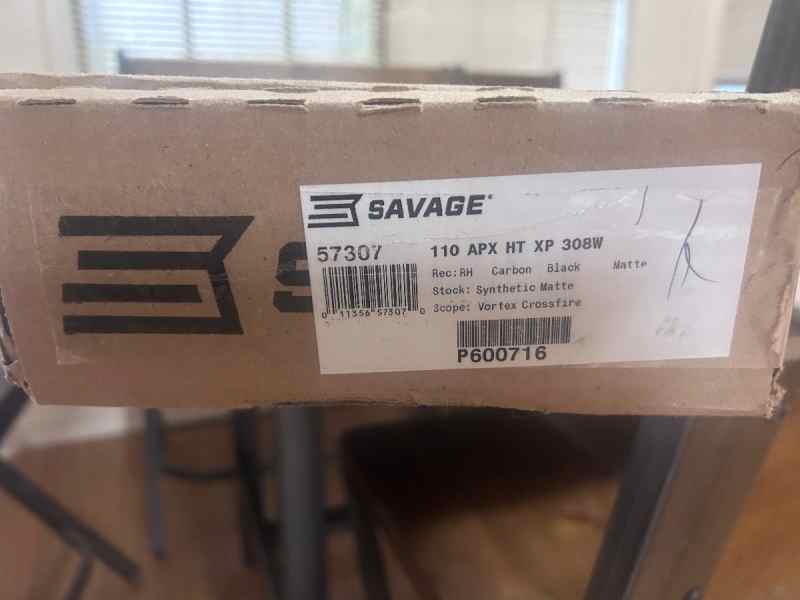 SAVAGE
57307
110 APX HT XP 308W
Rec:RH Carbon Black Matte
Stock: Synthetic Matte
Scope: Vortex Crossfire
0 11356 57307 0
P600716